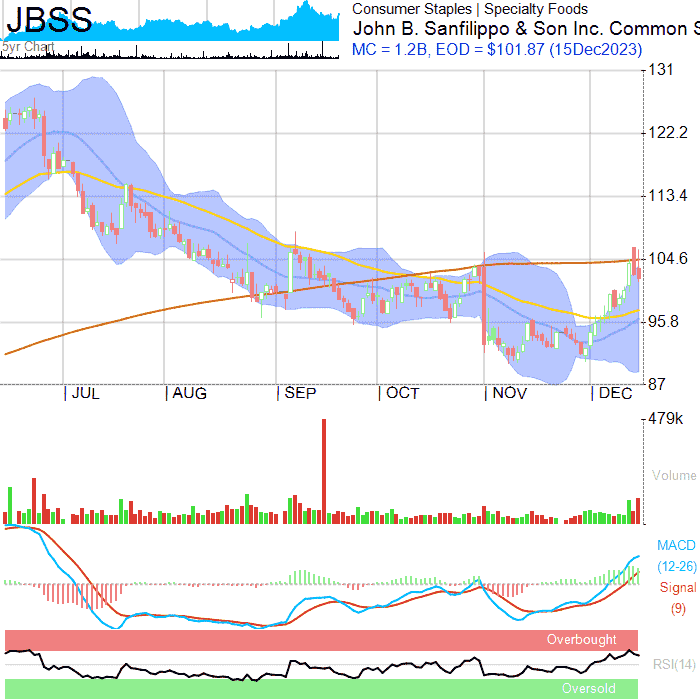 JBSS
5yr Chart
Consumer Staples | Specialty Foods
John B. Sanfilippo & Son Inc. Common S
MC = 1.2B, EOD = $101.87 (15Dec2023)
131
122.2
113.4
104.6
95.8
87
JUL AUG SEP OCT NOV DEC
479k
Volume
MACD
(12-26)
Signal
(9)
Overbought
RSI(14)
Oversold